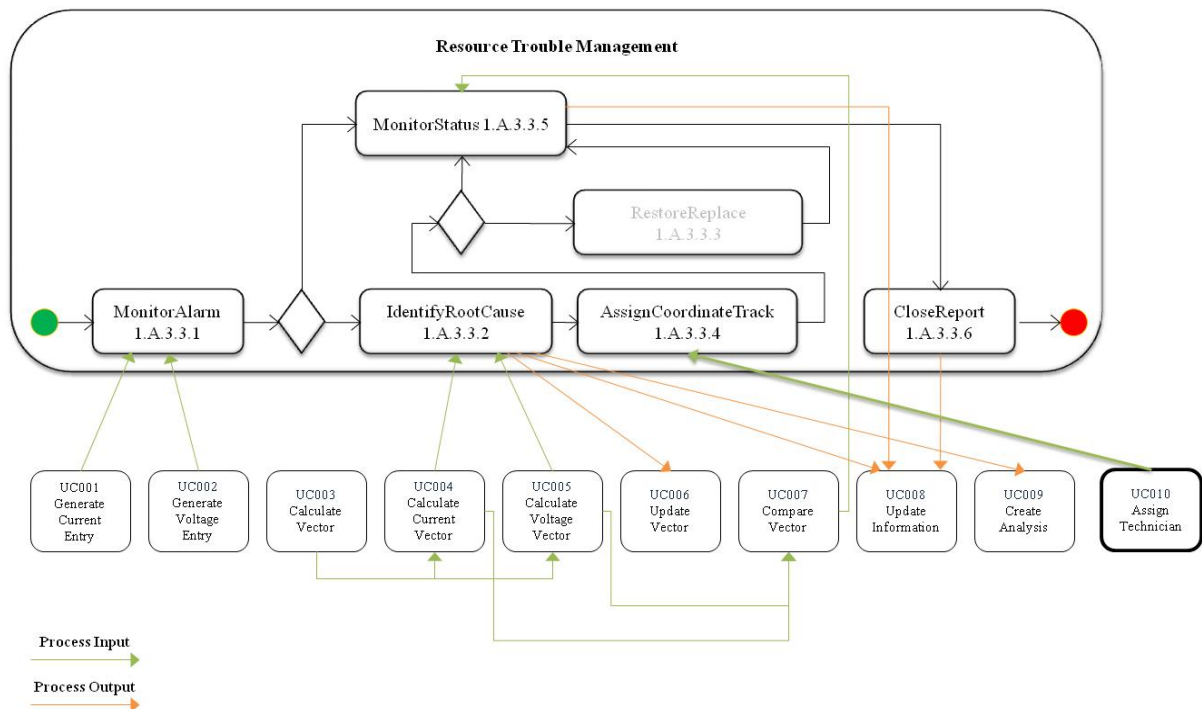 Resource Trouble Management
MonitorStatus 1.A.3.3.5
RestoreReplace
1.A.3.3.3
MonitorAlarm
1.A.3.3.1
IdentifyRootCause
1.A.3.3.2
AssignCoordinateTrack
1.A.3.3.4
CloseReport
1.A.3.3.6
UC001
Generate
Current
Entry
UC002
Generate
Voltage
Entry
UC003
Calculate
Vector
UC004
Calculate
Current
Vector
UC005
Calculate
Voltage
Vector
UC006
Update
Vector
UC007
Compare
Vector
UC008
Update
Information
UC009
Create
Analysis
UC010
Assign
Technician
Process Input
Process Output